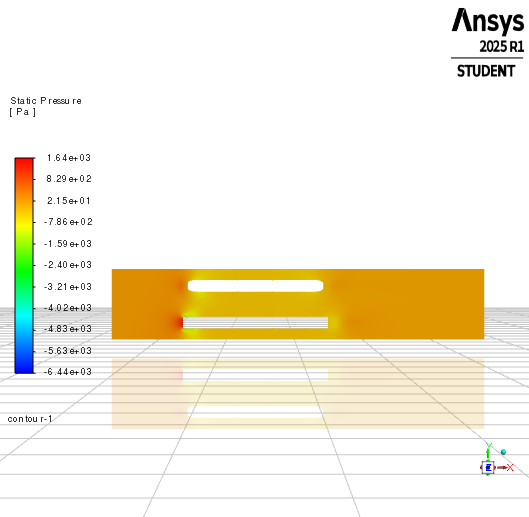 Ansys
2025 R1
STUDENT
Static Pressure
[ Pa ]
1.64e+03
8.29e+02
2.15e+01
-7.86e+02
-1.59e+03
-2.40e+03
-3.21e+03
-4.02e+03
-4.83e+03
-5.63e+03
-6.44e+03
contour-1
Y
X